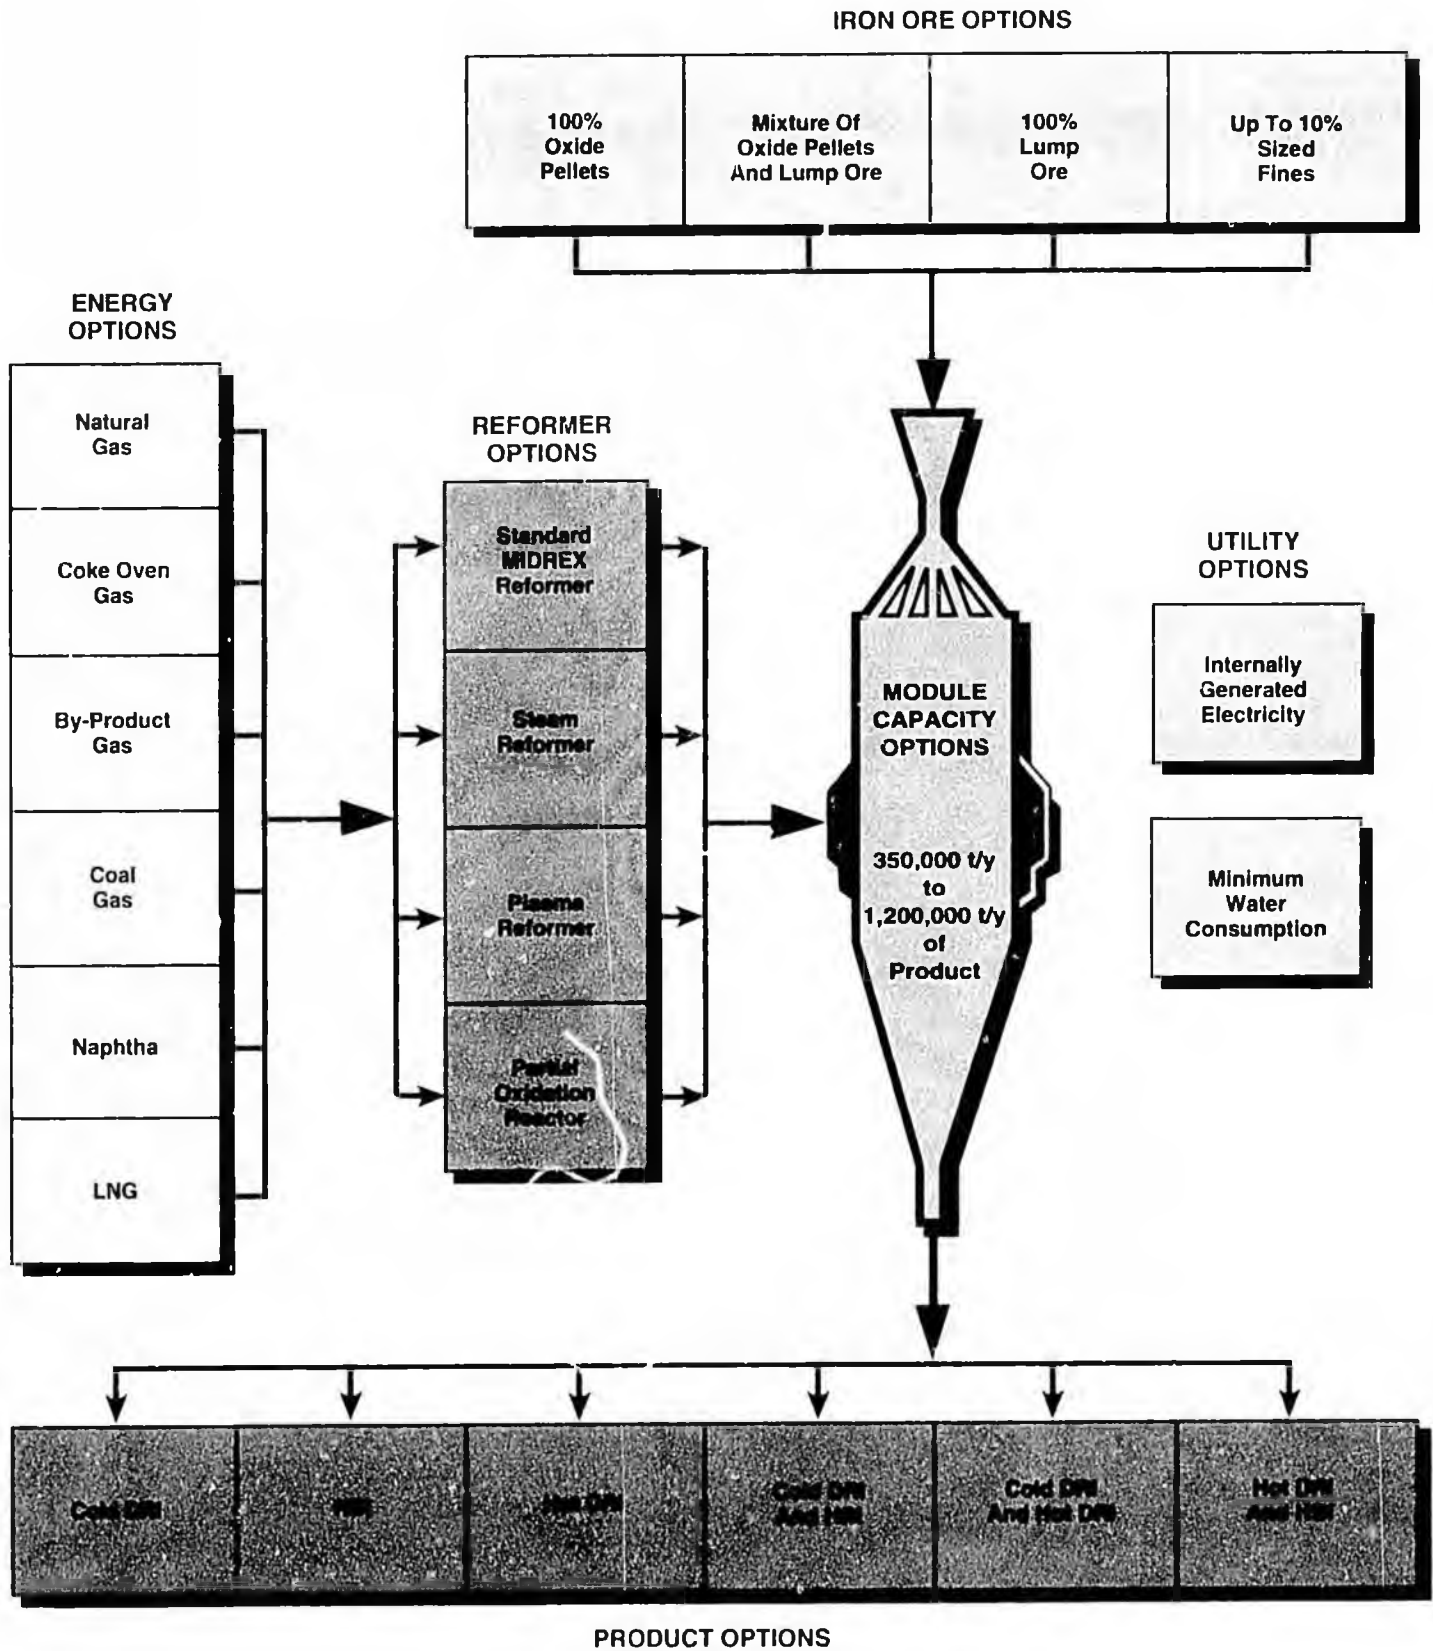 IRON ORE OPTIONS
100%
Oxide
Pellets
Mixture Of
Oxide Pellets
And Lump Ore
100%
Lump
Ore
Up To 10%
Sized
Fines
ENERGY
OPTIONS
Natural
Gas
Coke Oven
Gas
By-Product
Gas
Coal
Gas
Naphtha
LNG
REFORMER
OPTIONS
Standard
MIDREX
Reformer
Steam
Reformer
Plasma
Reformer
Partial
Oxidation
Reactor
MODULE
CAPACITY
OPTIONS
350,000 t/y
to
1,200,000 t/y
of
Product
UTILITY
OPTIONS
Internally
Generated
Electricity
Minimum
Water
Consumption
Cold DRI
HBI
Hot DRI
Cold DRI
And HBI
Cold DRI
And Hot DRI
Hot DRI
And HBI
PRODUCT OPTIONS